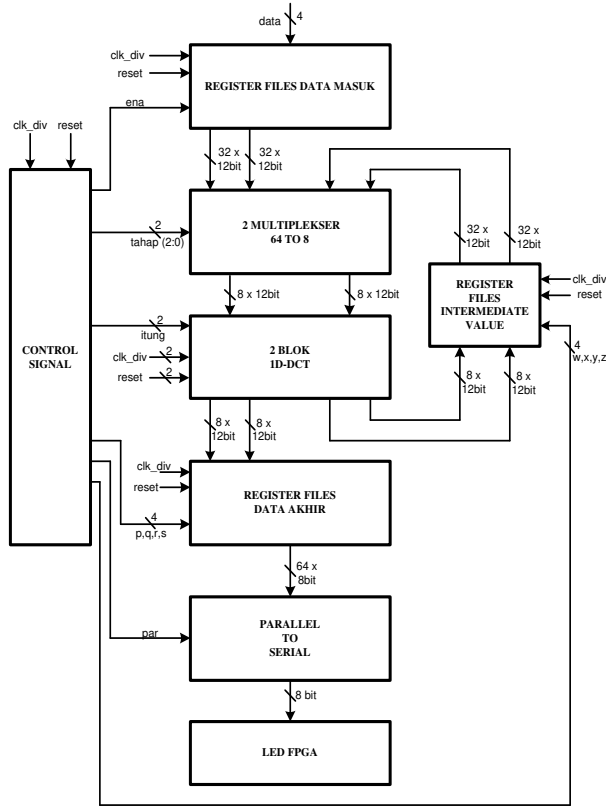 data
4
clk_div
reset
REGISTER FILES DATA MASUK
ena
clk_div
reset
32 x
12bit
32 x
12bit
2
tahap (2:0)
2 MULTIPLEKSER
64 TO 8
32 x
12bit
32 x
12bit
8 x 12bit
8 x 12bit
REGISTER
FILES
INTERMEDIATE
VALUE
clk_div
reset
4
w,x,y,z
CONTROL
SIGNAL
2
itung
clk_div
2
reset
2
2 BLOK
1D-DCT
8 x
12bit
8 x
12bit
8 x
12bit
8 x
12bit
clk_div
reset
4
p,q,r,s
REGISTER FILES
DATA AKHIR
64 x
8bit
par
PARALLEL
TO
SERIAL
8 bit
LED FPGA